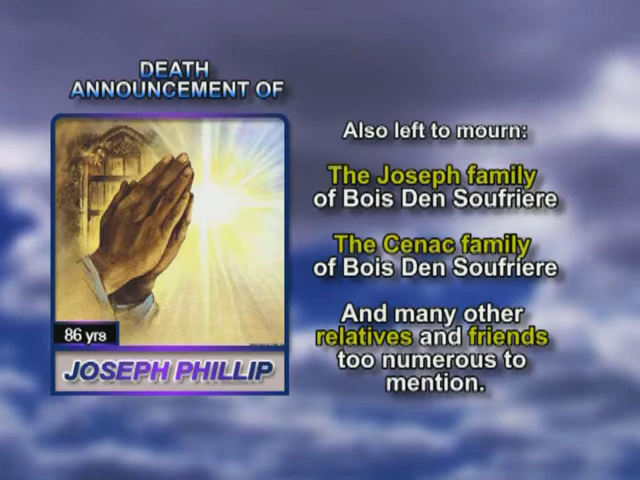 DEATH
ANNOUNCEMENT OF
86 yrs
JOSEPH PHILLIP
Also left to mourn:
The Joseph family
of Bois Den Soufriere
The Cenac family
of Bois Den Soufriere
And many other
relatives and friends
too numerous to
mention.